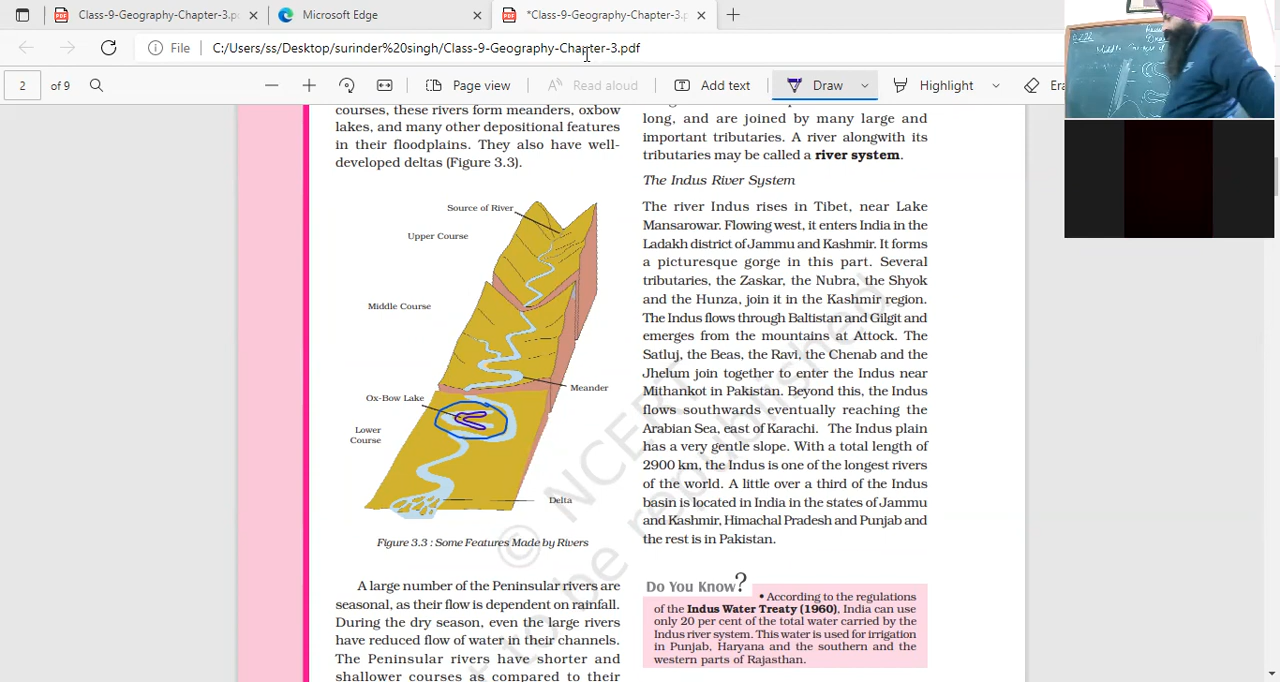 Class-9-Geography-Chapter-3.p
Microsoft Edge
*Class-9-Geography-Chapter-3.p
File
C:/Users/ss/Desktop/surinder%20singh/Class-9-Geography-Chapter-3.pdf
2
of 9
Page view
Read aloud
Add text
Draw
Highlight
courses, these rivers form meanders, oxbow
lakes, and many other depositional features
in their floodplains. They also have well-
developed deltas (Figure 3.3).
Source of River
Upper Course
Middle Course
Meander
Ox-Bow Lake
Lower
Course
Delta
Figure 3.3 : Some Features Made by Rivers
A large number of the Peninsular rivers are
seasonal, as their flow is dependent on rainfall.
During the dry season, even the large rivers
have reduced flow of water in their channels.
The Peninsular rivers have shorter and
shallower courses as compared to their
long, and are joined by many large and
important tributaries. A river alongwith its
tributaries may be called a river system.
The Indus River System
The river Indus rises in Tibet, near Lake
Mansarowar. Flowing west, it enters India in the
Ladakh district of Jammu and Kashmir. It forms
a picturesque gorge in this part. Several
tributaries, the Zaskar, the Nubra, the Shyok
and the Hunza, join it in the Kashmir region.
The Indus flows through Baltistan and Gilgit and
emerges from the mountains at Attock. The
Satluj, the Beas, the Ravi, the Chenab and the
Jhelum join together to enter the Indus near
Mithankot in Pakistan. Beyond this, the Indus
flows southwards eventually reaching the
Arabian Sea, east of Karachi. The Indus plain
has a very gentle slope. With a total length of
2900 km, the Indus is one of the longest rivers
of the world. A little over a third of the Indus
basin is located in India in the states of Jammu
and Kashmir, Himachal Pradesh and Punjab and
the rest is in Pakistan.
Do You Know?
• According to the regulations
of the Indus Water Treaty (1960), India can use
only 20 per cent of the total water carried by the
Indus river system. This water is used for irrigation
in Punjab, Haryana and the southern and the
western parts of Rajasthan.
© NCERT
be republished